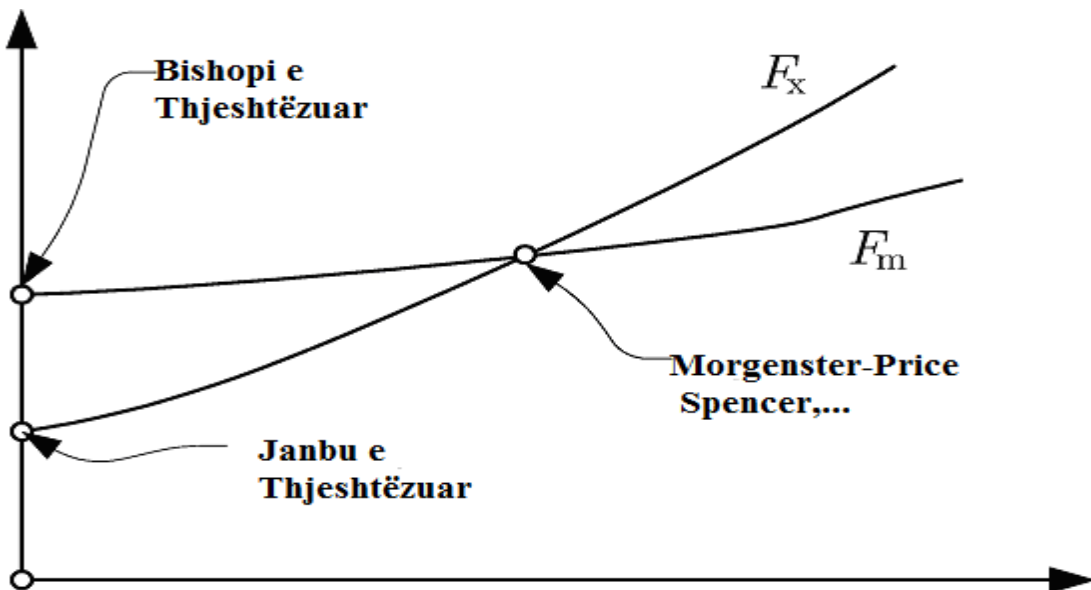 Bishopi e
Thjeshtëzuar
Fx
Fm
Morgenster-Price
Spencer,...
Janbu e
Thjeshtëzuar